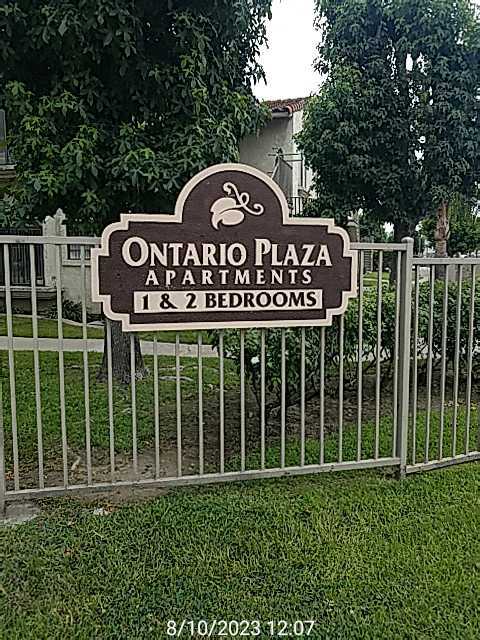 ONTARIO PLAZA
APARTMENTS
1 & 2 BEDROOMS
8/10/2023 12:07